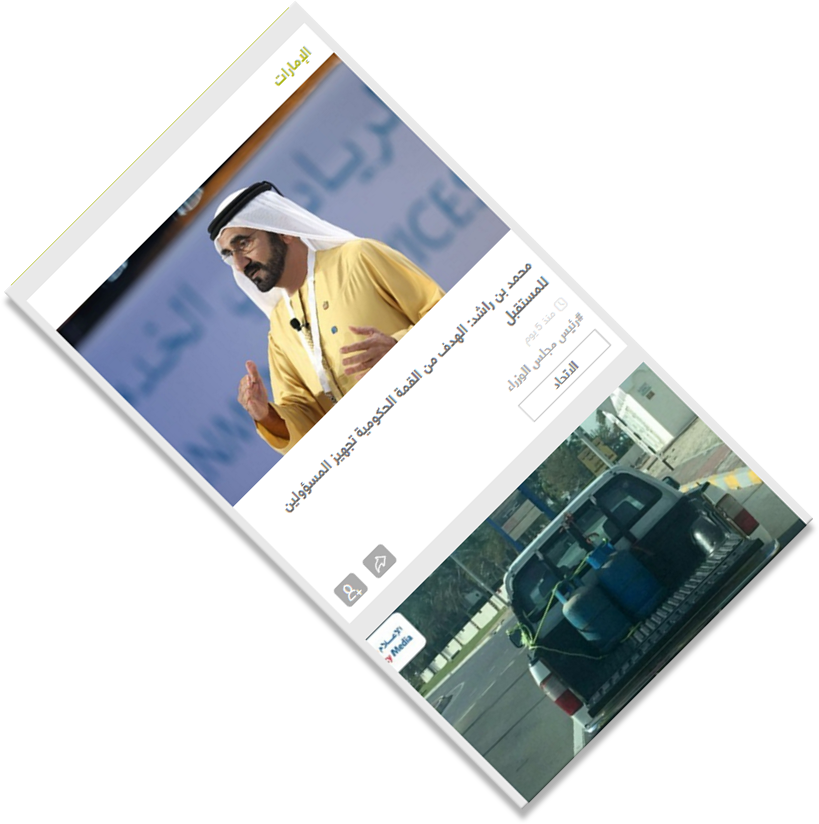 الإمارات
محمد بن راشد: الهدف من القمة الحكومية تجهيز المسؤولين
للمستقبل
منذ 5 يوم
#رئيس مجلس الوزراء
الاتحاد
الإعلام
Media